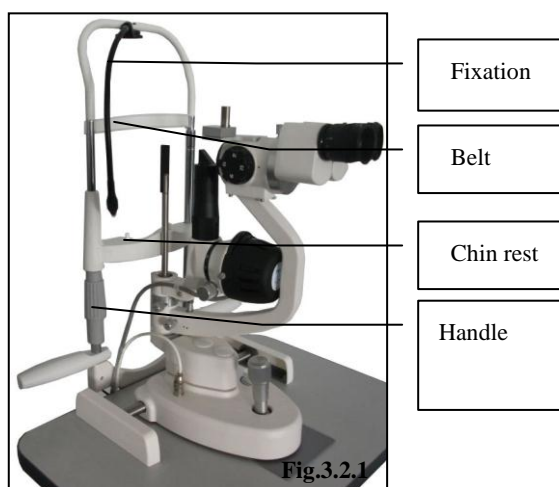 Fixation
Belt
Chin rest
Handle
Fig.3.2.1